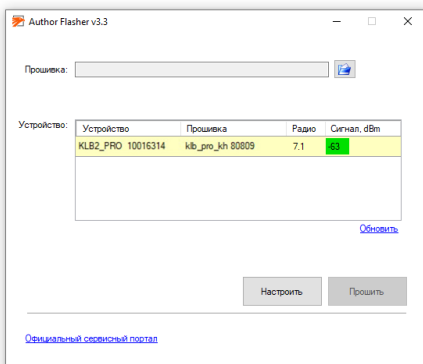 Author Flasher v3.3
Прошивка:
Устройство:
Устройство Прошивка Радио Сигнал, dBm
KLB2_PRO 10016314 klb_pro_kh 80809 7.1 -63
Обновить
Настроить Прошить
Официальный сервисный портал